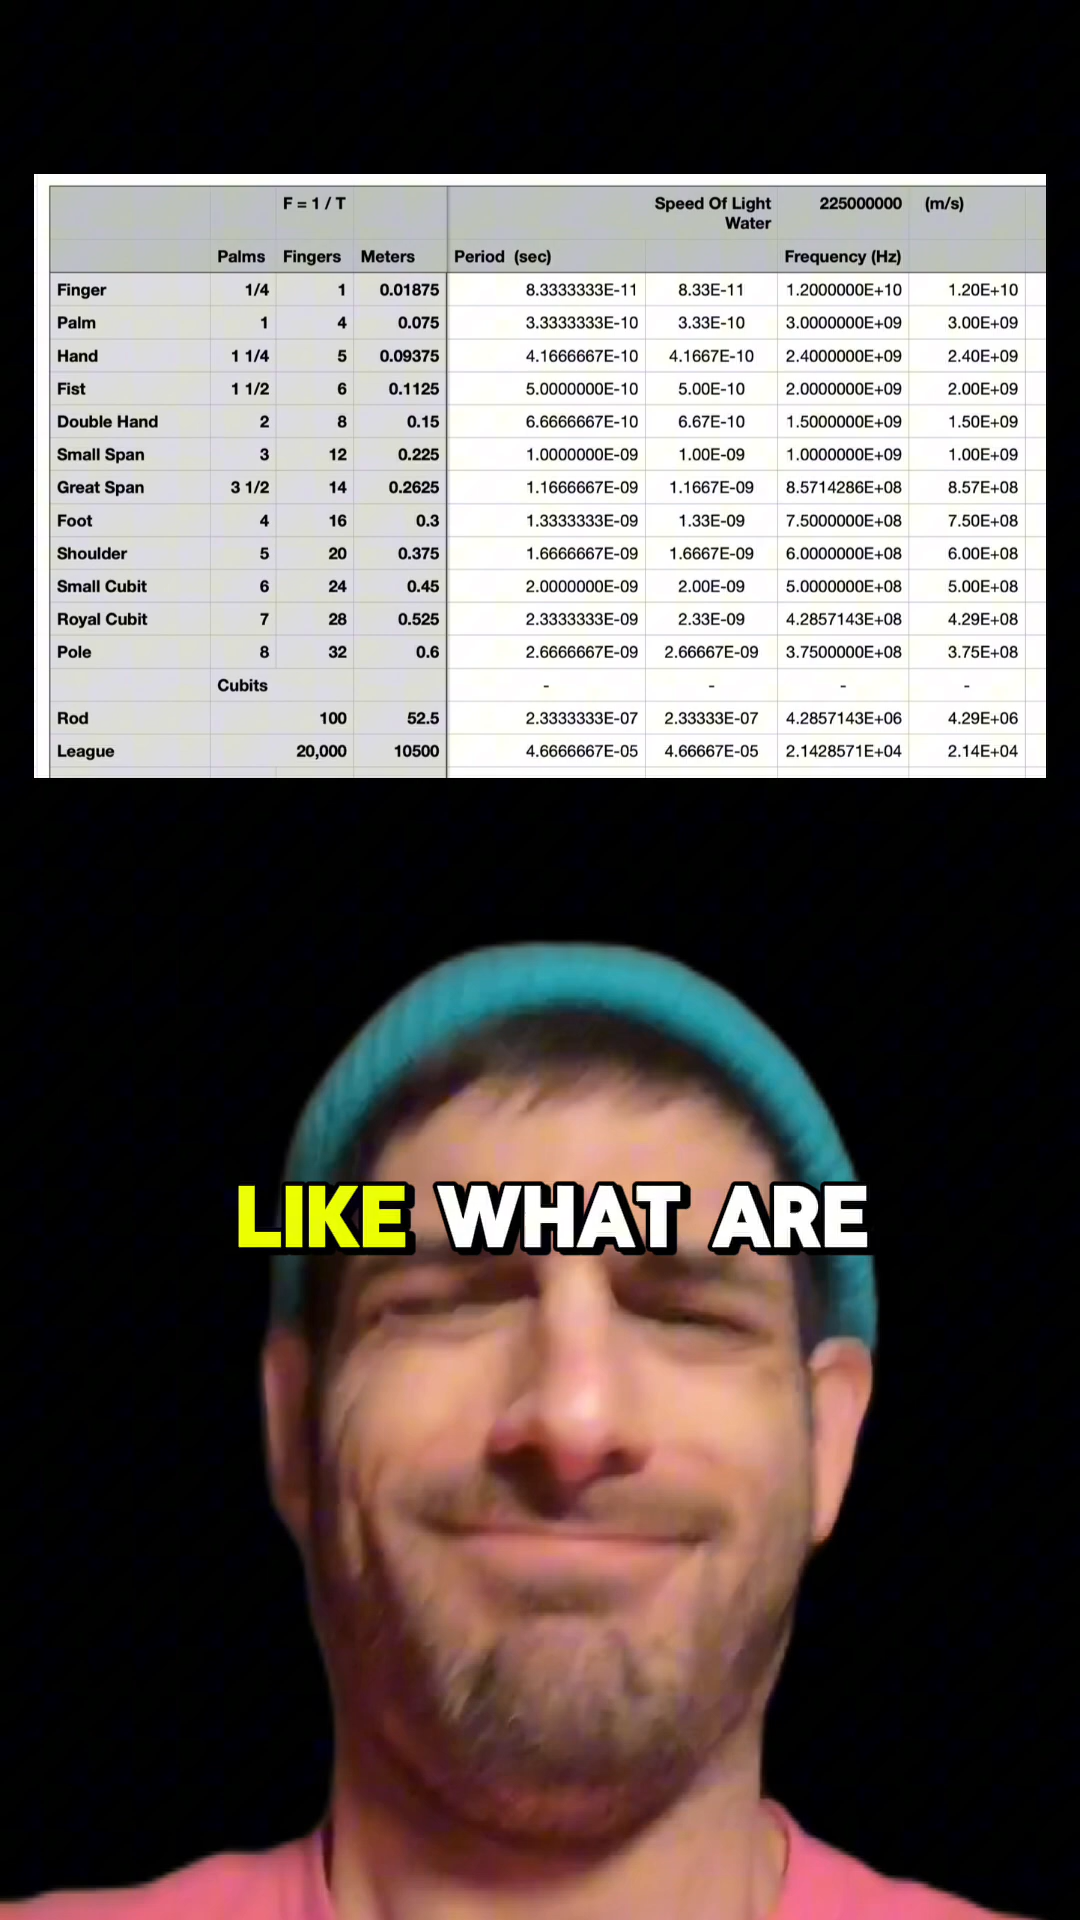 F = 1 / T Speed Of Light 225000000 (m/s)
Water
Palms Fingers Meters Period (sec) Frequency (Hz)
Finger 1/4 1 0.01875 8.3333333E-11 8.33E-11 1.2000000E+10 1.20E+10
Palm 1 4 0.075 3.3333333E-10 3.33E-10 3.0000000E+09 3.00E+09
Hand 1 1/4 5 0.09375 4.1666667E-10 4.1667E-10 2.4000000E+09 2.40E+09
Fist 1 1/2 6 0.1125 5.0000000E-10 5.00E-10 2.0000000E+09 2.00E+09
Double Hand 2 8 0.15 6.6666667E-10 6.67E-10 1.5000000E+09 1.50E+09
Small Span 3 12 0.225 1.0000000E-09 1.00E-09 1.0000000E+09 1.00E+09
Great Span 3 1/2 14 0.2625 1.1666667E-09 1.1667E-09 8.5714286E+08 8.57E+08
Foot 4 16 0.3 1.3333333E-09 1.33E-09 7.5000000E+08 7.50E+08
Shoulder 5 20 0.375 1.6666667E-09 1.6667E-09 6.0000000E+08 6.00E+08
Small Cubit 6 24 0.45 2.0000000E-09 2.00E-09 5.0000000E+08 5.00E+08
Royal Cubit 7 28 0.525 2.3333333E-09 2.33E-09 4.2857143E+08 4.29E+08
Pole 8 32 0.6 2.6666667E-09 2.66667E-09 3.7500000E+08 3.75E+08
Cubits - - - -
Rod 100 52.5 2.3333333E-07 2.33333E-07 4.2857143E+06 4.29E+06
League 20,000 10500 4.6666667E-05 4.66667E-05 2.1428571E+04 2.14E+04
LIKE WHAT ARE